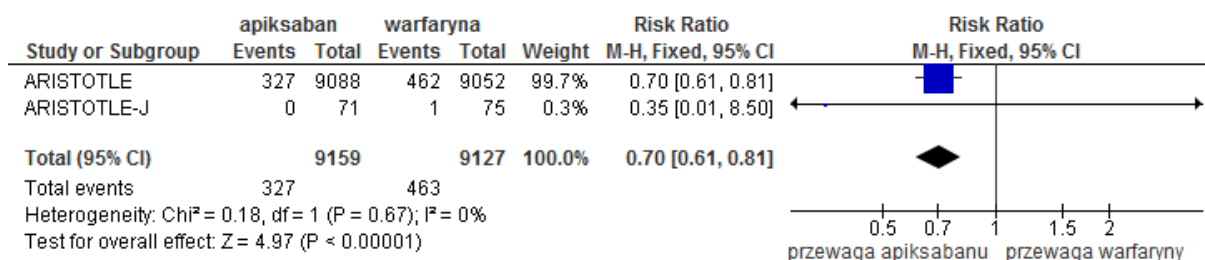 apiksaban warfaryna Risk Ratio Risk Ratio
Study or Subgroup Events Total Events Total Weight M-H, Fixed, 95% CI M-H, Fixed, 95% CI
ARISTOTLE 327 9088 462 9052 99.7% 0.70 [0.61, 0.81]
ARISTOTLE-J 0 71 1 75 0.3% 0.35 [0.01, 8.50]
Total (95% CI) 9159 9127 100.0% 0.70 [0.61, 0.81]
Total events 327 463
Heterogeneity: Chi² = 0.18, df = 1 (P = 0.67); I² = 0%
Test for overall effect: Z = 4.97 (P < 0.00001)
0.5 0.7 1 1.5 2
przewaga apiksabanu przewaga warfaryny